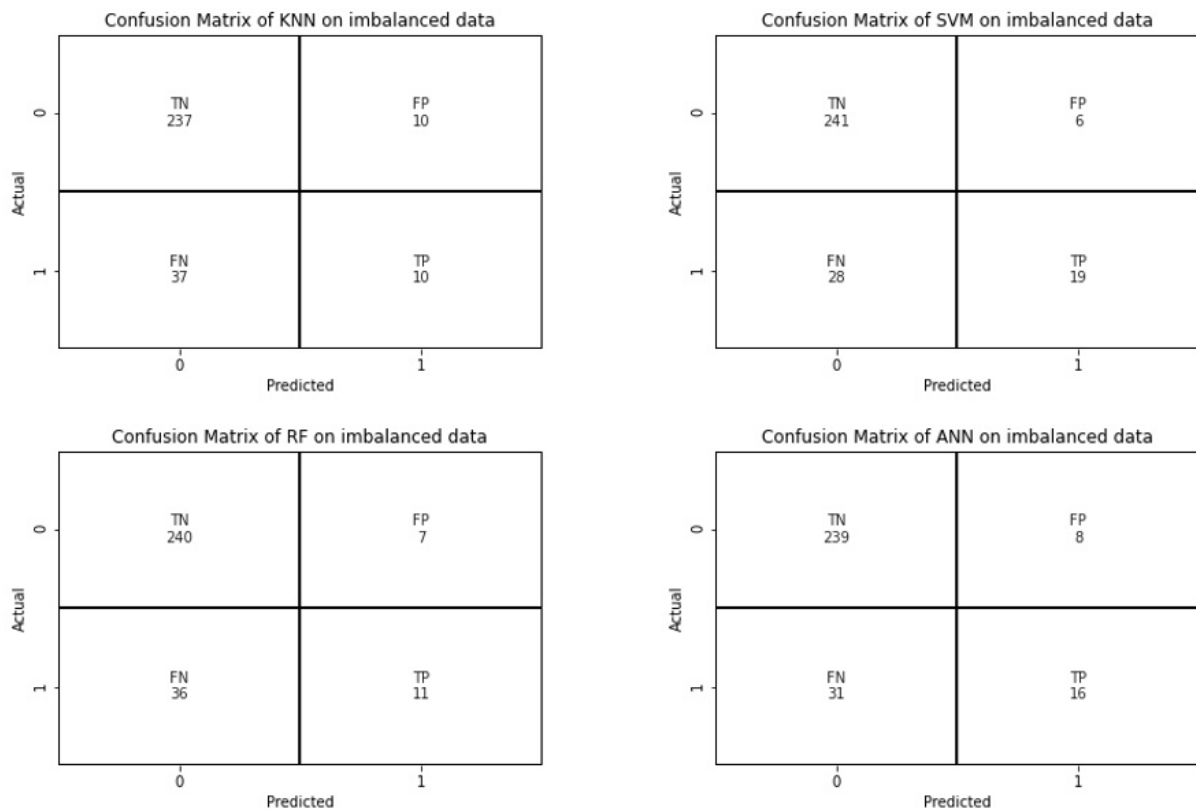 Confusion Matrix of KNN on imbalanced data
Actual
0
TN
237
FP
10
1
FN
37
TP
10
0
1
Predicted
Confusion Matrix of SVM on imbalanced data
Actual
0
TN
241
FP
6
1
FN
28
TP
19
0
1
Predicted
Confusion Matrix of RF on imbalanced data
Actual
0
TN
240
FP
7
1
FN
36
TP
11
0
1
Predicted
Confusion Matrix of ANN on imbalanced data
Actual
0
TN
239
FP
8
1
FN
31
TP
16
0
1
Predicted